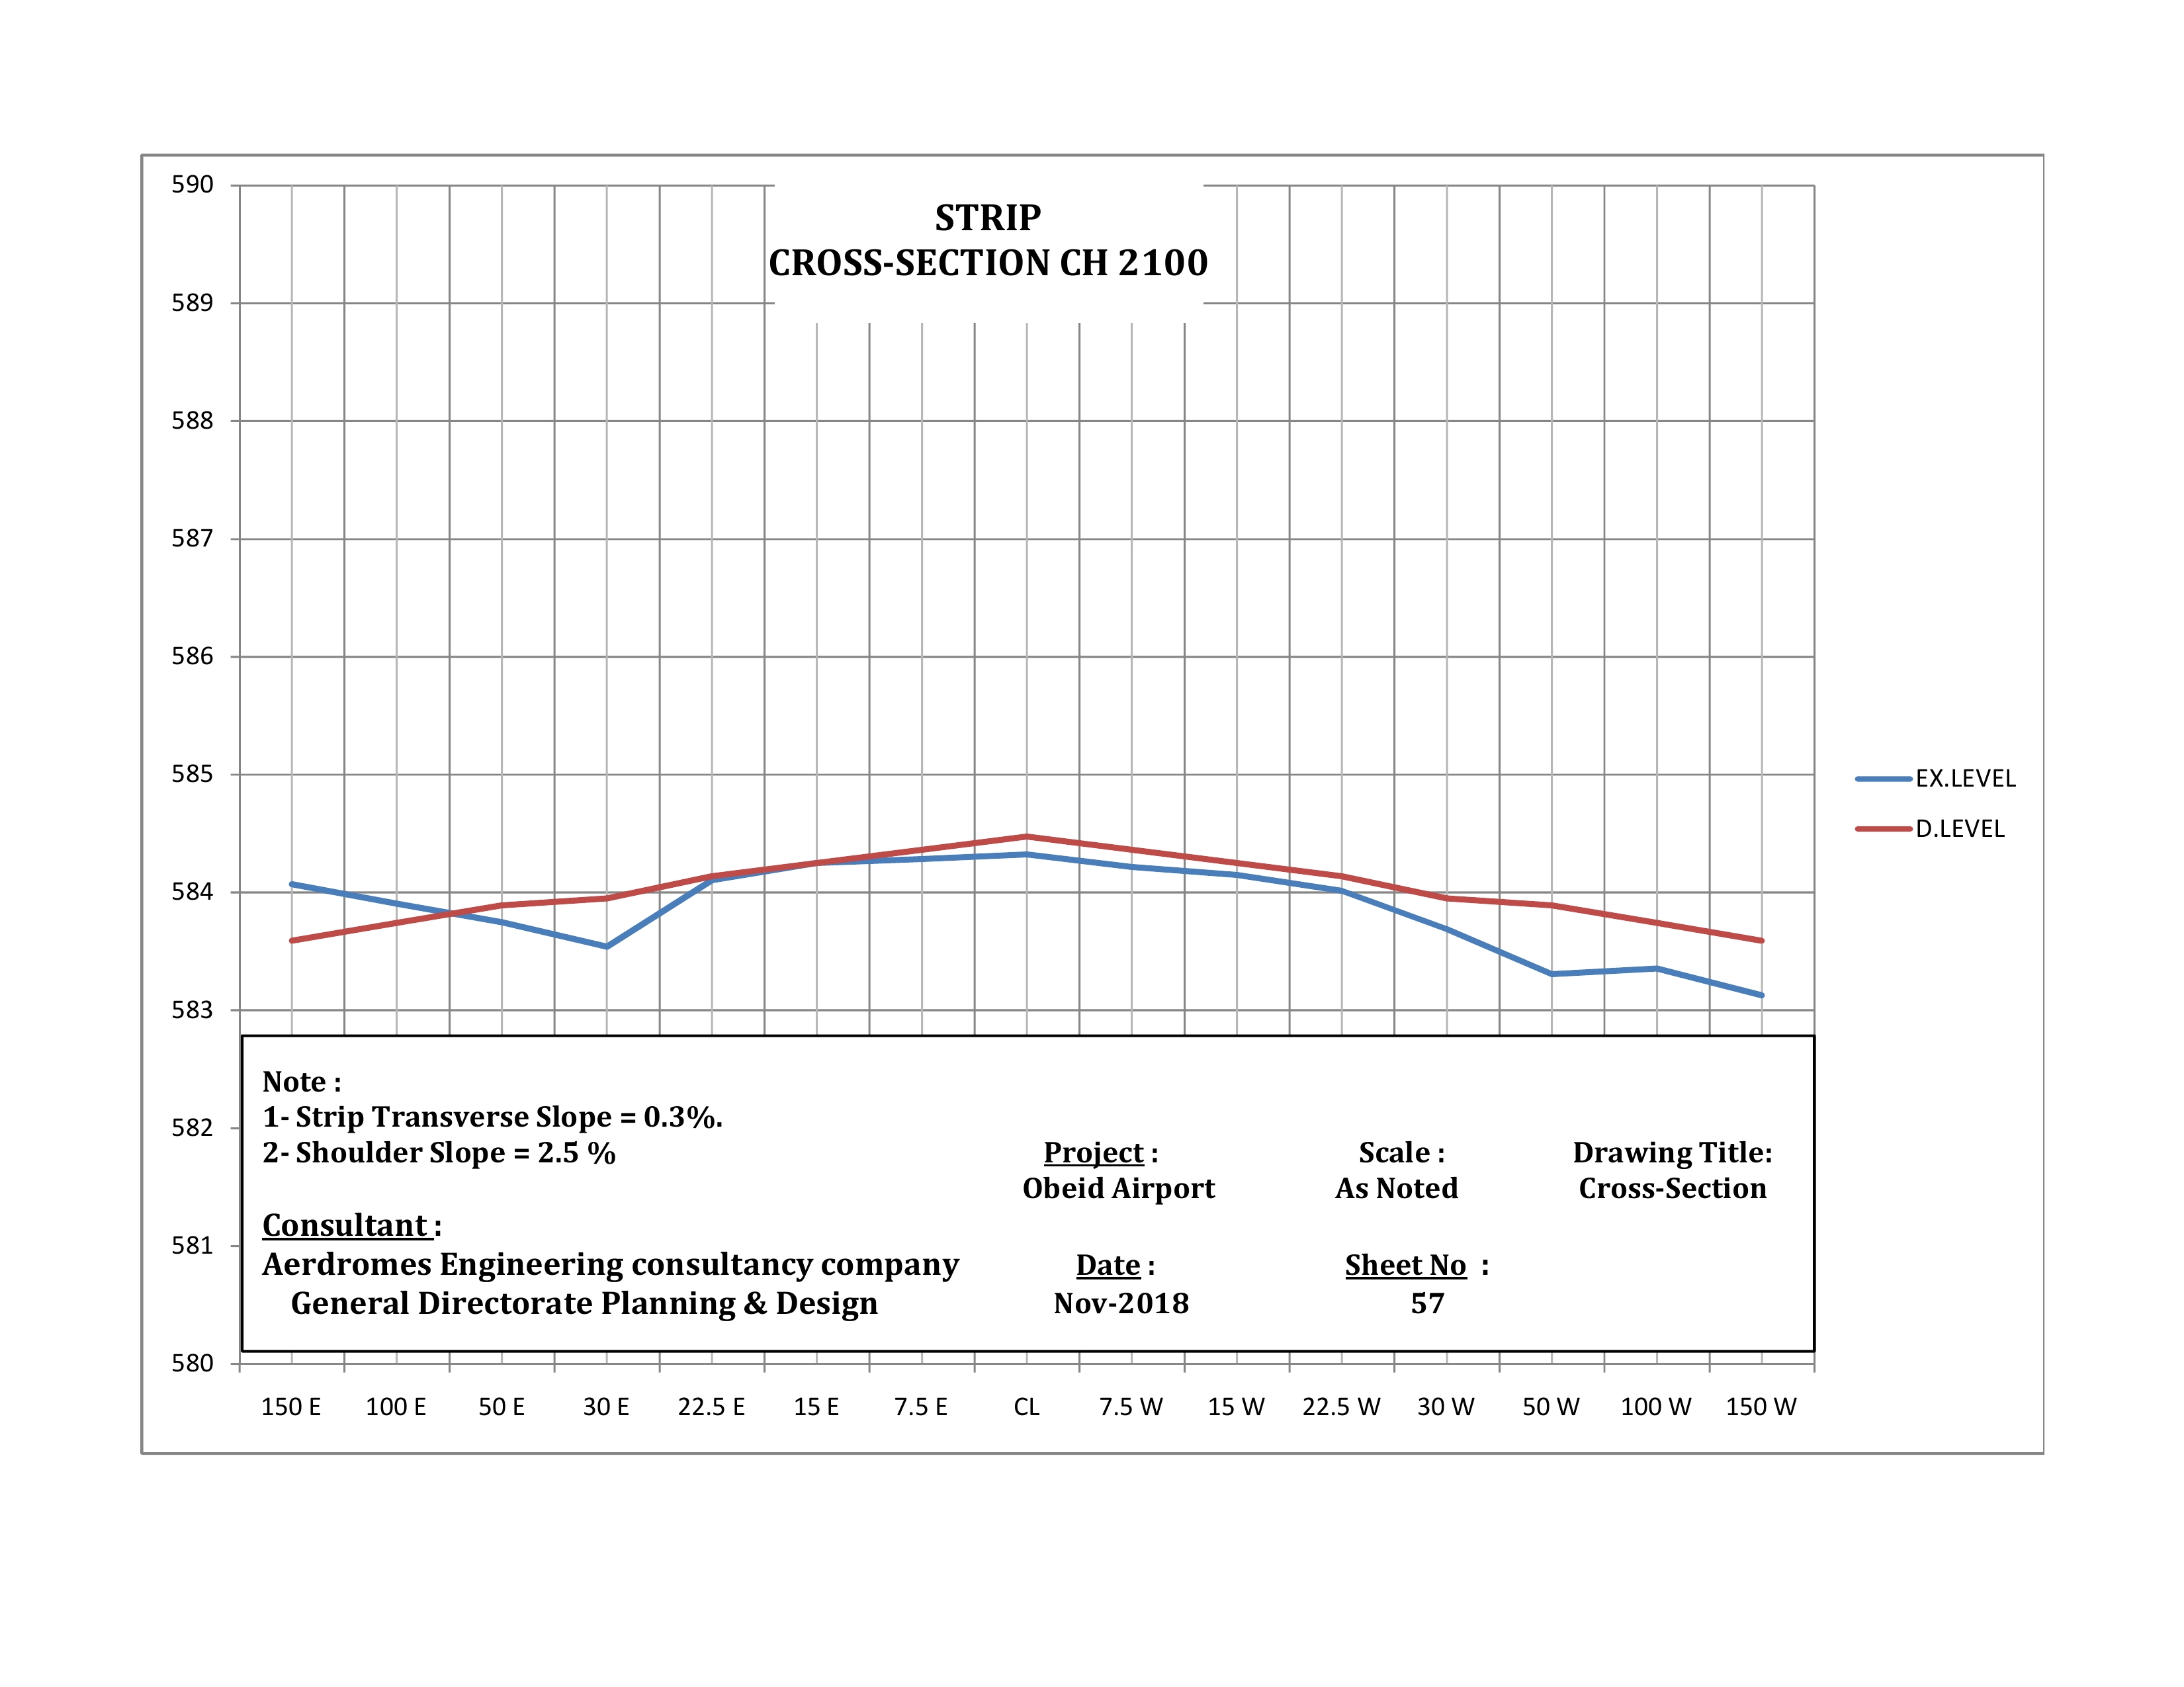 STRIP
CROSS-SECTION CH 2100
590
589
588
587
586
585
584
583
582
581
580
EX.LEVEL
D.LEVEL
Note :
1- Strip Transverse Slope = 0.3%.
2- Shoulder Slope = 2.5 %
Consultant :
Aerdromes Engineering consultancy company
General Directorate Planning & Design
Project :
Obeid Airport
Scale :
As Noted
Drawing Title:
Cross-Section
Date :
Nov-2018
Sheet No :
57
150 E 100 E 50 E 30 E 22.5 E 15 E 7.5 E CL 7.5 W 15 W 22.5 W 30 W 50 W 100 W 150 W